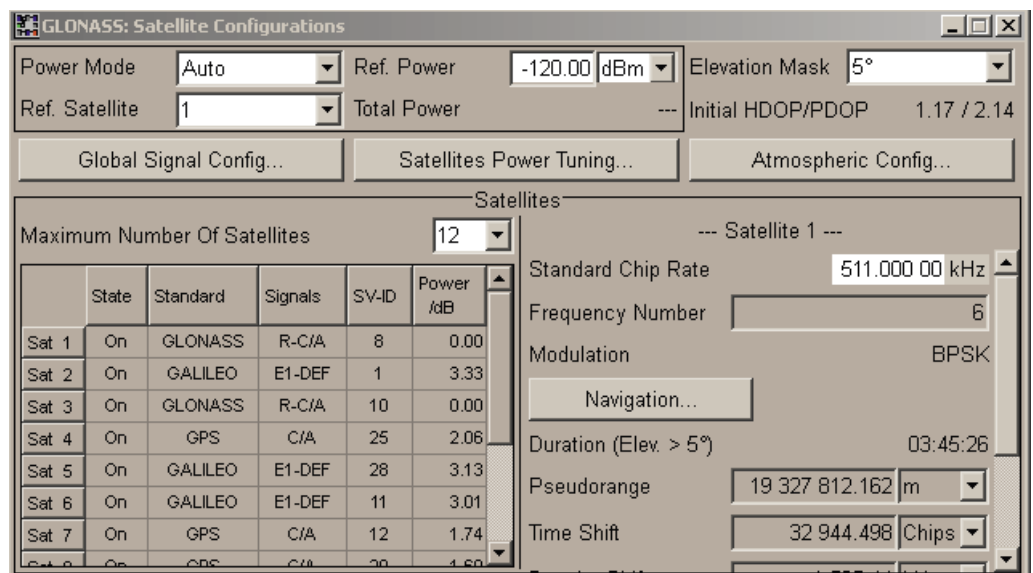 GLONASS: Satellite Configurations
Power Mode Auto Ref. Power -120.00 dBm Elevation Mask 5°
Ref. Satellite 1 Total Power --- Initial HDOP/PDOP 1.17 / 2.14
Global Signal Config... Satellites Power Tuning... Atmospheric Config...
Satellites
Maximum Number Of Satellites 12
State Standard Signals SV-ID Power /dB
Sat 1 On GLONASS R-C/A 8 0.00
Sat 2 On GALILEO E1-DEF 1 3.33
Sat 3 On GLONASS R-C/A 10 0.00
Sat 4 On GPS C/A 25 2.06
Sat 5 On GALILEO E1-DEF 28 3.13
Sat 6 On GALILEO E1-DEF 11 3.01
Sat 7 On GPS C/A 12 1.74
--- Satellite 1 ---
Standard Chip Rate 511.000 00 kHz
Frequency Number 6
Modulation BPSK
Navigation...
Duration (Elev. > 5°) 03:45:26
Pseudorange 19 327 812.162 m
Time Shift 32 944.498 Chips